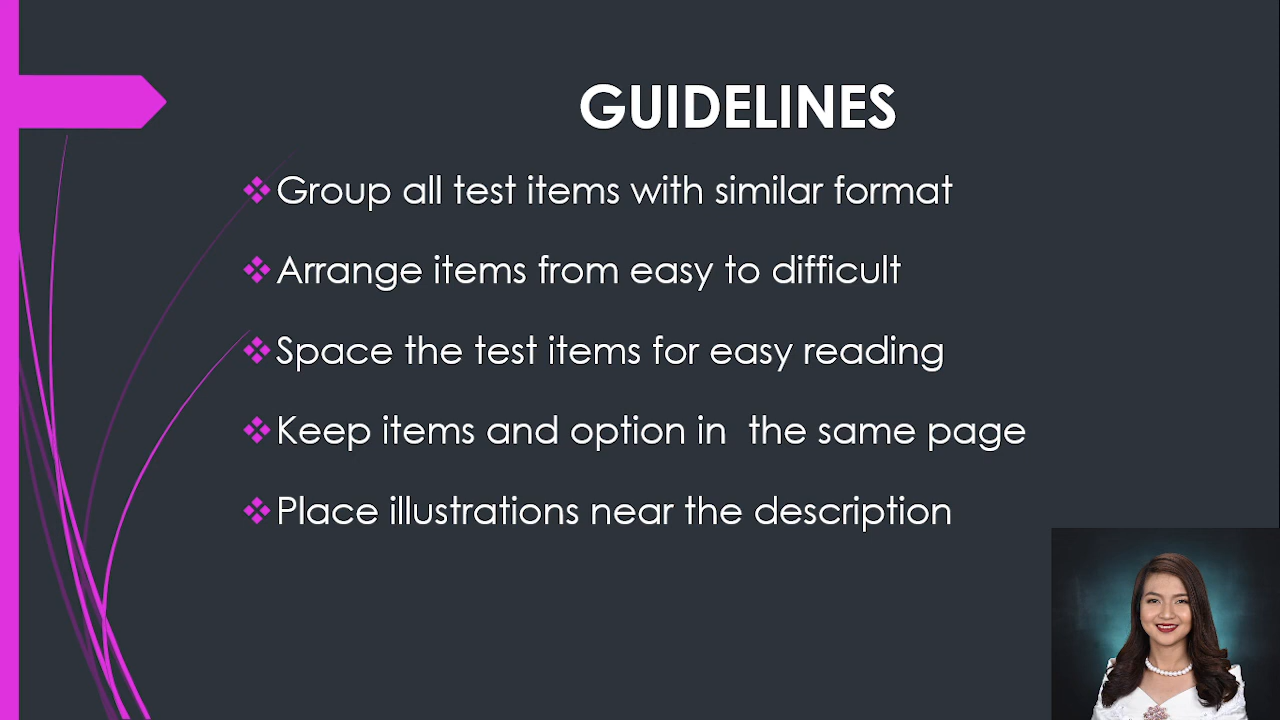 GUIDELINES
Group all test items with similar format
Arrange items from easy to difficult
Space the test items for easy reading
Keep items and option in  the same page
Place illustrations near the description